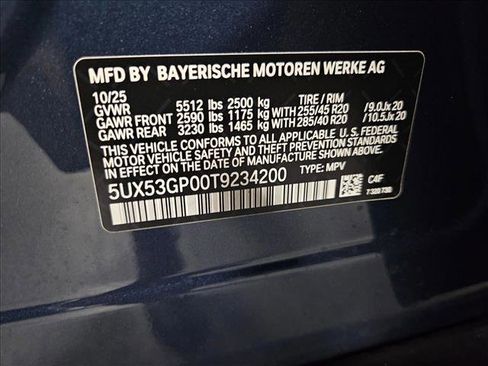 MFD BY BAYERISCHE MOTOREN WERKE AG
10/25
GVWR 5512 lbs 2500 kg TIRE / RIM
GAWR FRONT 2590 lbs 1175 kg WITH 255/45 R20 /9.0Jx20
GAWR REAR 3230 lbs 1465 kg WITH 285/40 R20 /10.5Jx20
THIS VEHICLE CONFORMS TO ALL APPLICABLE U.S. FEDERAL
MOTOR VEHICLE SAFETY, BUMPER, AND THEFT PREVENTION
STANDARDS IN EFFECT ON THE DATE OF MANUFACTURE SHOWN ABOVE.
5UX53GP00T9234200 TYPE: MPV
C4F